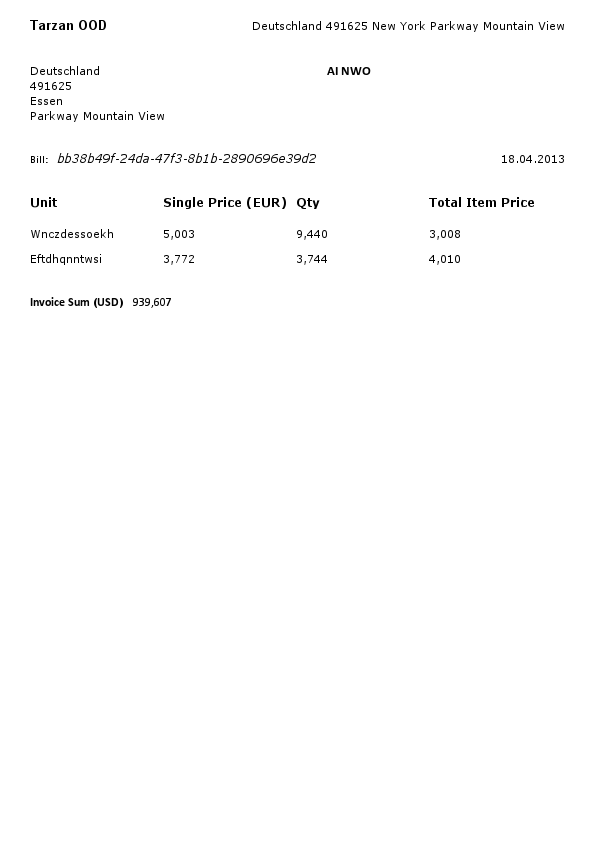 Tarzan OOD Deutschland 491625 New York Parkway Mountain View
Deutschland AI NWO
491625
Essen
Parkway Mountain View
Bill: bb38b49f-24da-47f3-8b1b-2890696e39d2 18.04.2013
Unit Single Price (EUR) Qty Total Item Price
Wnczdessoekh 5,003 9,440 3,008
Eftdhqnntwsi 3,772 3,744 4,010
Invoice Sum (USD) 939,607